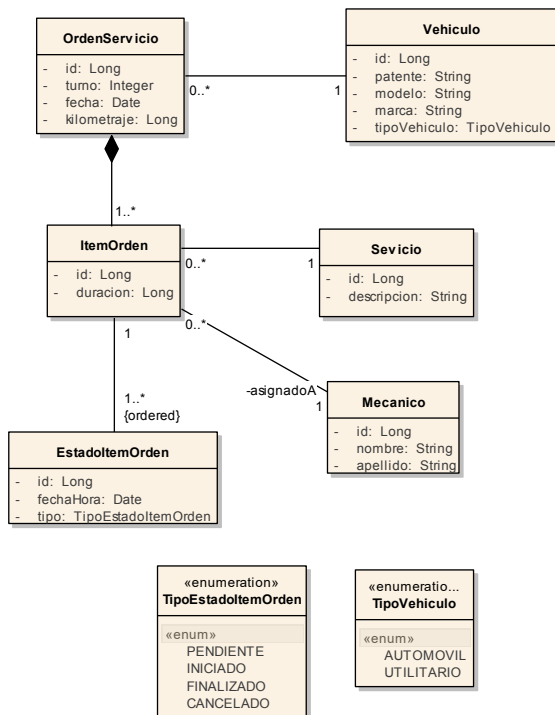 OrdenServicio
- id: Long
- turno: Integer
- fecha: Date
- kilometraje: Long
Vehiculo
- id: Long
- patente: String
- modelo: String
- marca: String
- tipoVehiculo: TipoVehiculo
0..*
1
1..*
ItemOrden
- id: Long
- duracion: Long
Sevicio
- id: Long
- descripcion: String
0..*
1
0..*
1
-asignadoA
1
Mecanico
- id: Long
- nombre: String
- apellido: String
1..*
{ordered}
EstadoItemOrden
- id: Long
- fechaHora: Date
- tipo: TipoEstadoItemOrden
«enumeration»
TipoEstadoItemOrden
«enum»
PENDIENTE
INICIADO
FINALIZADO
CANCELADO
«enumeratio...
TipoVehiculo
«enum»
AUTOMOVIL
UTILITARIO